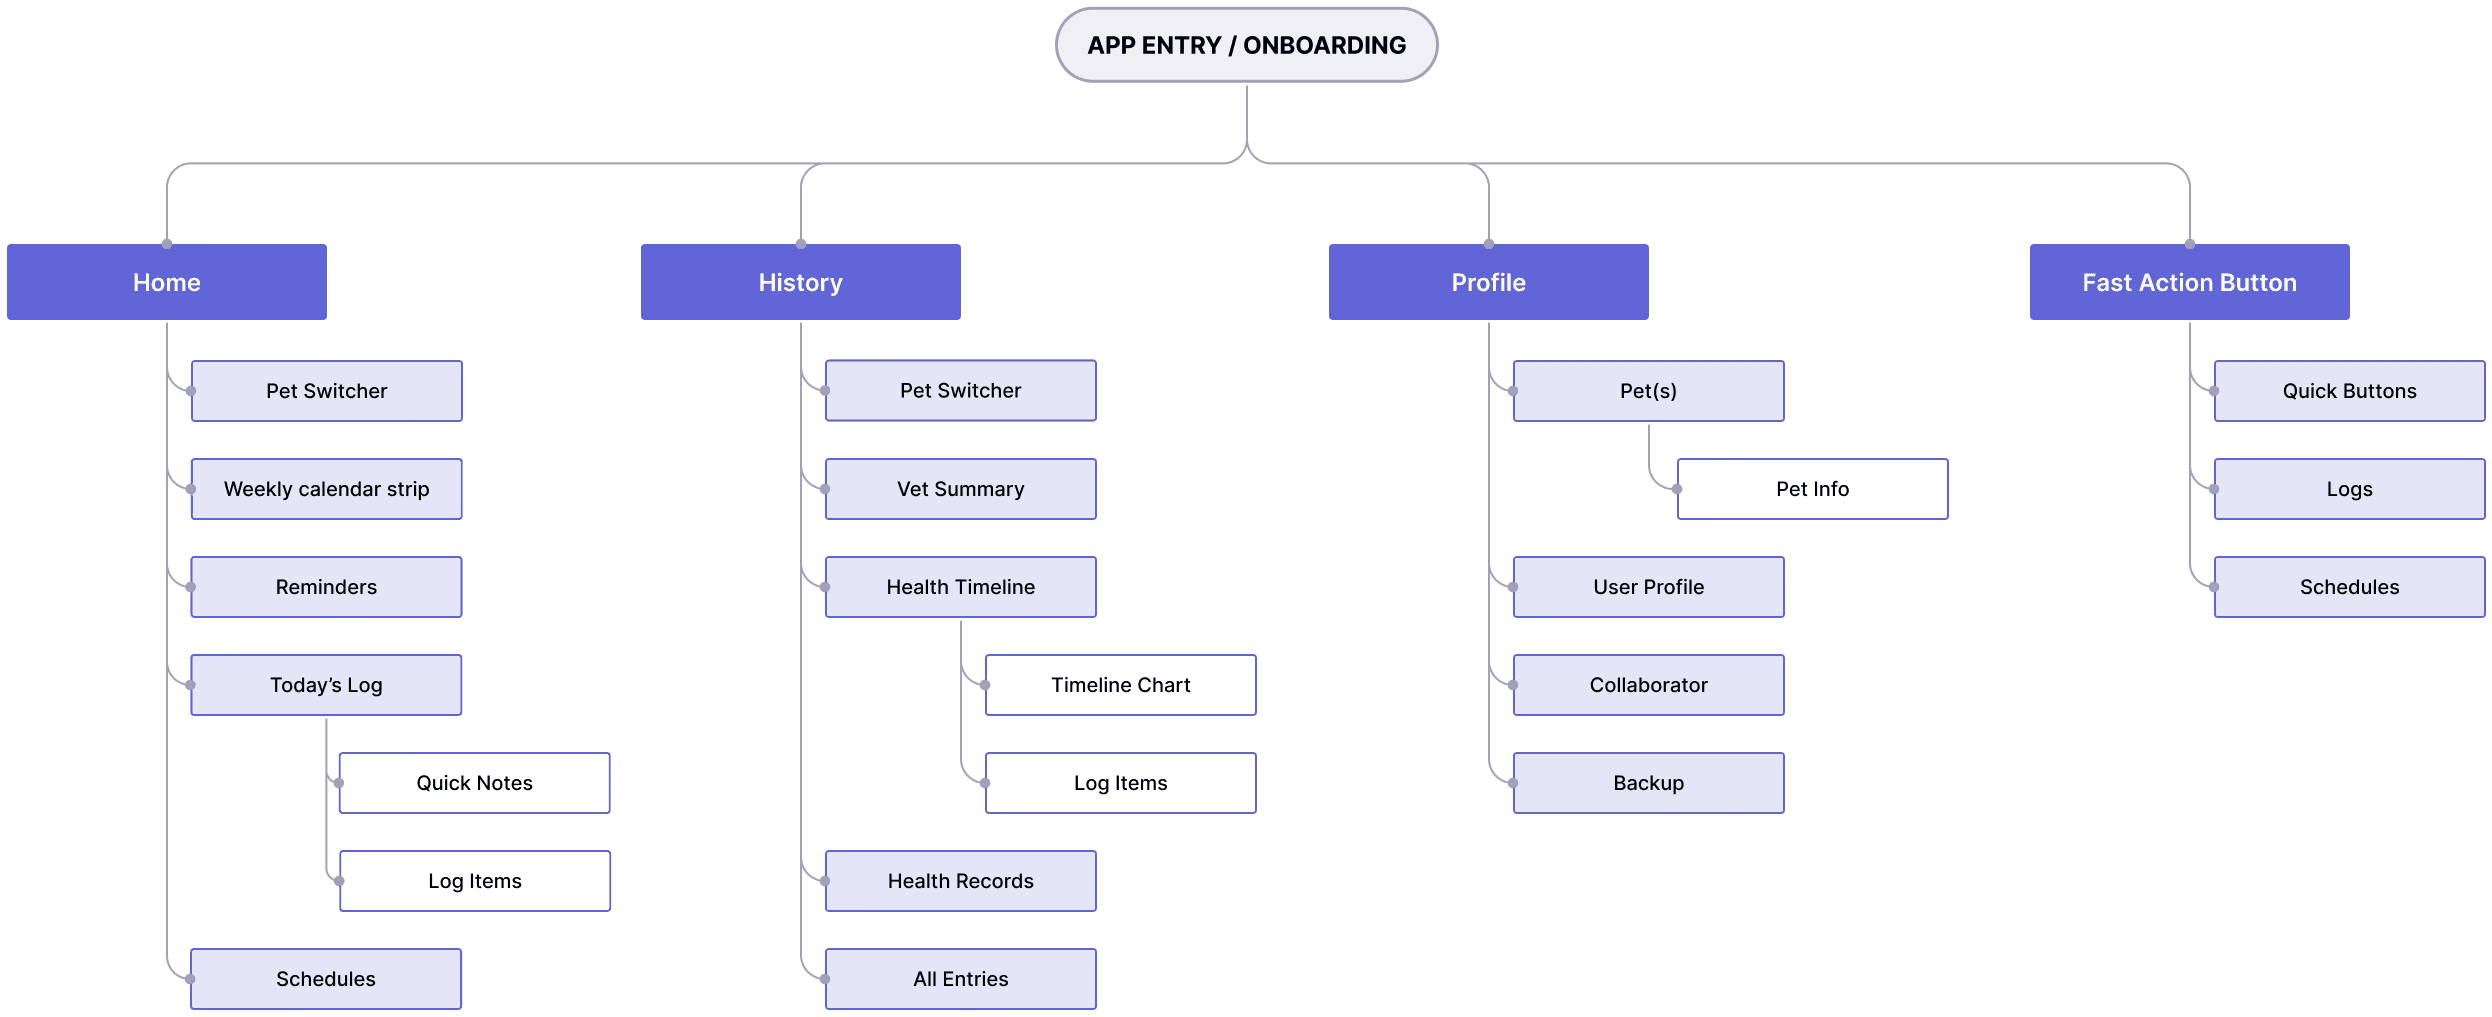 APP ENTRY / ONBOARDING
Home
Pet Switcher
Weekly calendar strip
Reminders
Today’s Log
Quick Notes
Log Items
Schedules
History
Pet Switcher
Vet Summary
Health Timeline
Timeline Chart
Log Items
Health Records
All Entries
Profile
Pet(s)
Pet Info
User Profile
Collaborator
Backup
Fast Action Button
Quick Buttons
Logs
Schedules